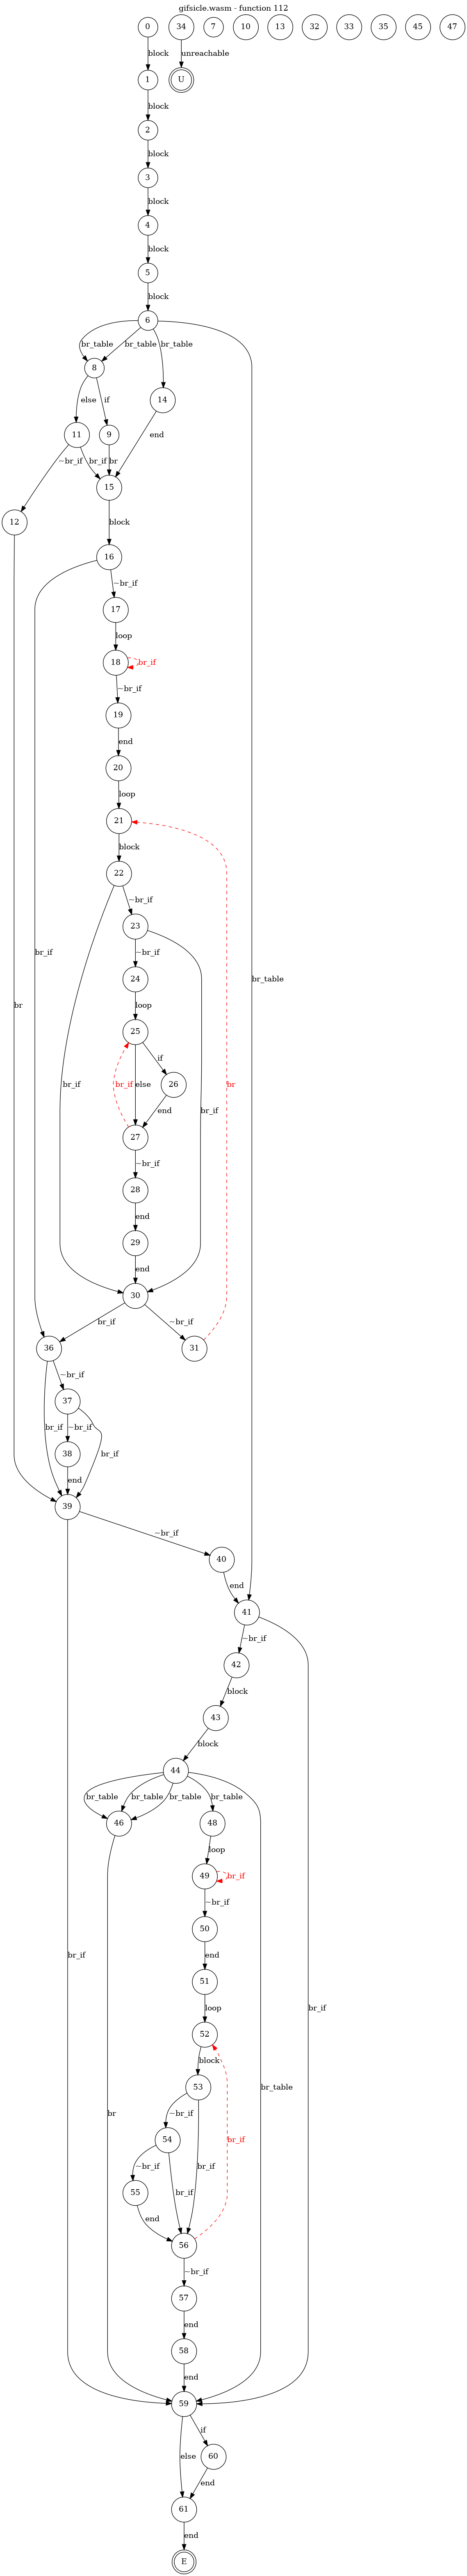 gifsicle.wasm - function 112
0 34 7 10 13 32 33 35 45 47
block unreachable
1 U
block
2
block
3
block
4
block
5
block
6
br_table br_table br_table
8
else if 14
11 9 end
~br_if br_if br
15
12 block
16
~br_if
17
loop
18 br_if
~br_if
19
end
20
loop
21
block
22
~br_if
23
br_if ~br_if br_table
24
br loop
25 if
br_if br_if else 26 br br_if
end
27
~br_if
28
end
29
end
30
br_if ~br_if
36 31
~br_if
37
br_if ~br_if br_if
38
end
39
~br_if
40
end
41
~br_if
42
block
43
block
44
br_table br_table br_table br_table
46 48
loop
49 br_if
~br_if
50
end
br_if 51
loop br_if
52
block br_table
53
br ~br_if br_if
54
~br_if br_if br_if
55
end
56
~br_if
57
end
58
end
59
if
else 60
end
61
end
E